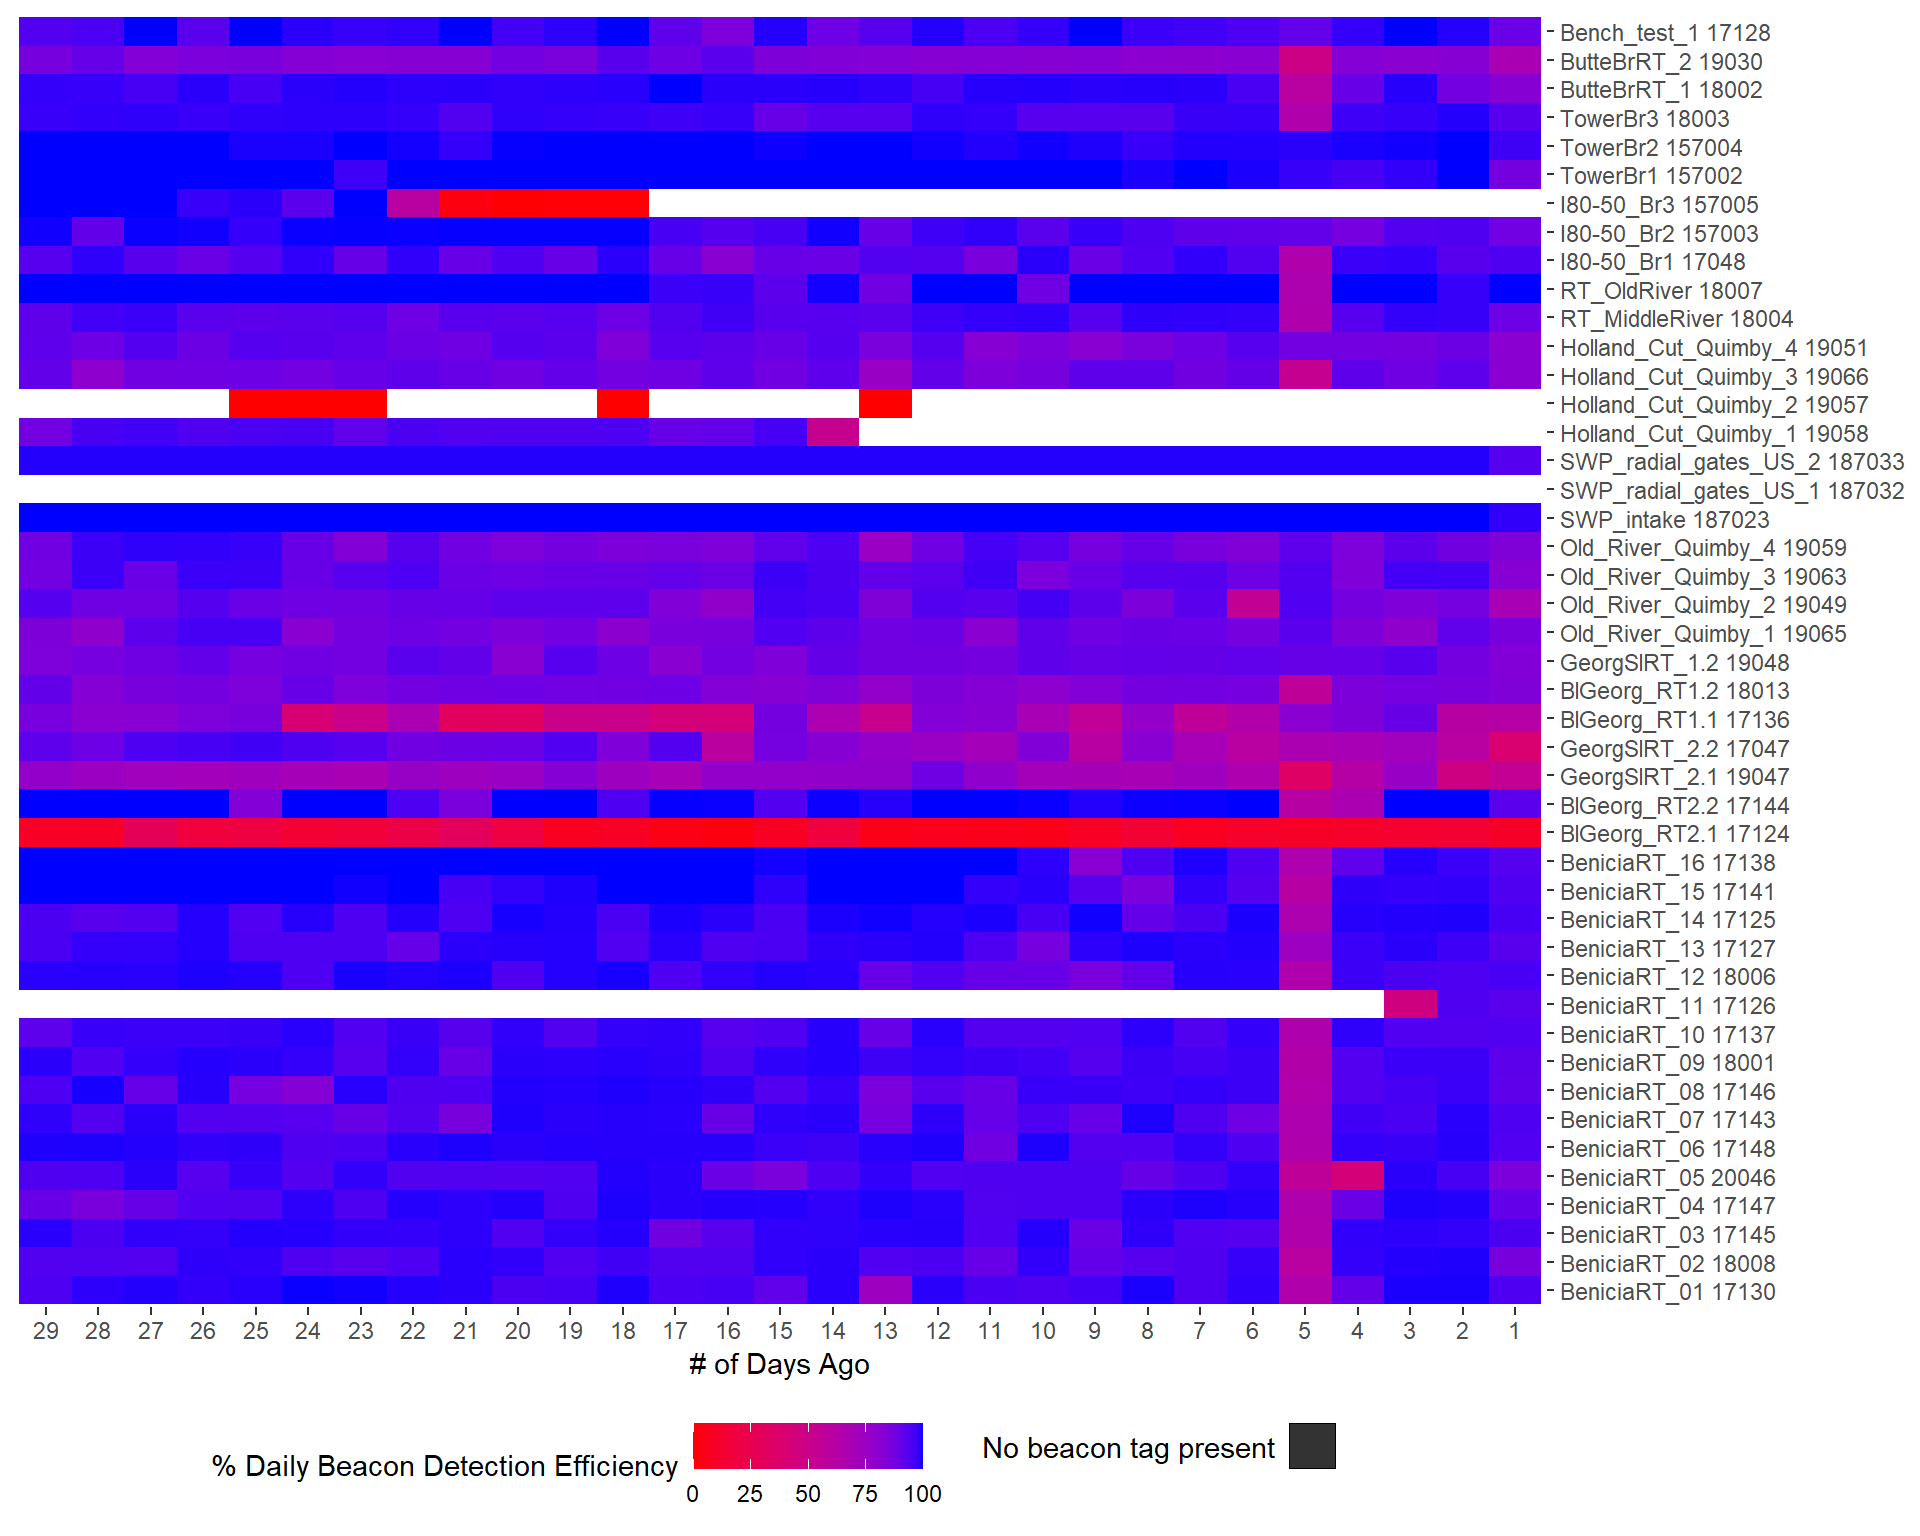 Bench_test_1 17128
ButteBrRT_2 19030
ButteBrRT_1 18002
TowerBr3 18003
TowerBr2 157004
TowerBr1 157002
I80-50_Br3 157005
I80-50_Br2 157003
I80-50_Br1 17048
RT_OldRiver 18007
RT_MiddleRiver 18004
Holland_Cut_Quimby_4 19051
Holland_Cut_Quimby_3 19066
Holland_Cut_Quimby_2 19057
Holland_Cut_Quimby_1 19058
SWP_radial_gates_US_2 187033
SWP_radial_gates_US_1 187032
SWP_intake 187023
Old_River_Quimby_4 19059
Old_River_Quimby_3 19063
Old_River_Quimby_2 19049
Old_River_Quimby_1 19065
GeorgSlRT_1.2 19048
BlGeorg_RT1.2 18013
BlGeorg_RT1.1 17136
GeorgSlRT_2.2 17047
GeorgSlRT_2.1 19047
BlGeorg_RT2.2 17144
BlGeorg_RT2.1 17124
BeniciaRT_16 17138
BeniciaRT_15 17141
BeniciaRT_14 17125
BeniciaRT_13 17127
BeniciaRT_12 18006
BeniciaRT_11 17126
BeniciaRT_10 17137
BeniciaRT_09 18001
BeniciaRT_08 17146
BeniciaRT_07 17143
BeniciaRT_06 17148
BeniciaRT_05 20046
BeniciaRT_04 17147
BeniciaRT_03 17145
BeniciaRT_02 18008
BeniciaRT_01 17130
29 28 27 26 25 24 23 22 21 20 19 18 17 16 15 14 13 12 11 10 9 8 7 6 5 4 3 2 1
# of Days Ago
% Daily Beacon Detection Efficiency
0 25 50 75 100
No beacon tag present